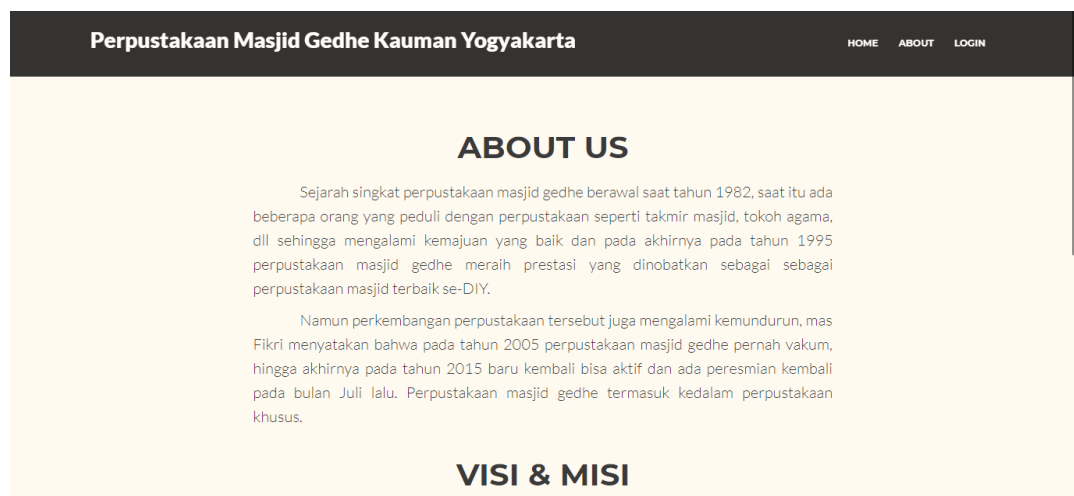 Perpustakaan Masjid Gedhe Kauman Yogyakarta
HOME ABOUT LOGIN
ABOUT US
Sejarah singkat perpustakaan masjid gedhe berawal saat tahun 1982, saat itu ada
beberapa orang yang peduli dengan perpustakaan seperti takmir masjid, tokoh agama,
dll sehingga mengalami kemajuan yang baik dan pada akhirnya pada tahun 1995
perpustakaan masjid gedhe meraih prestasi yang dinobatkan sebagai sebagai
perpustakaan masjid terbaik se-DIY.
Namun perkembangan perpustakaan tersebut juga mengalami kemundurun, mas
Fikri menyatakan bahwa pada tahun 2005 perpustakaan masjid gedhe pernah vakum,
hingga akhirnya pada tahun 2015 baru kembali bisa aktif dan ada peresmian kembali
pada bulan Juli lalu. Perpustakaan masjid gedhe termasuk kedalam perpustakaan
khusus.
VISI & MISI